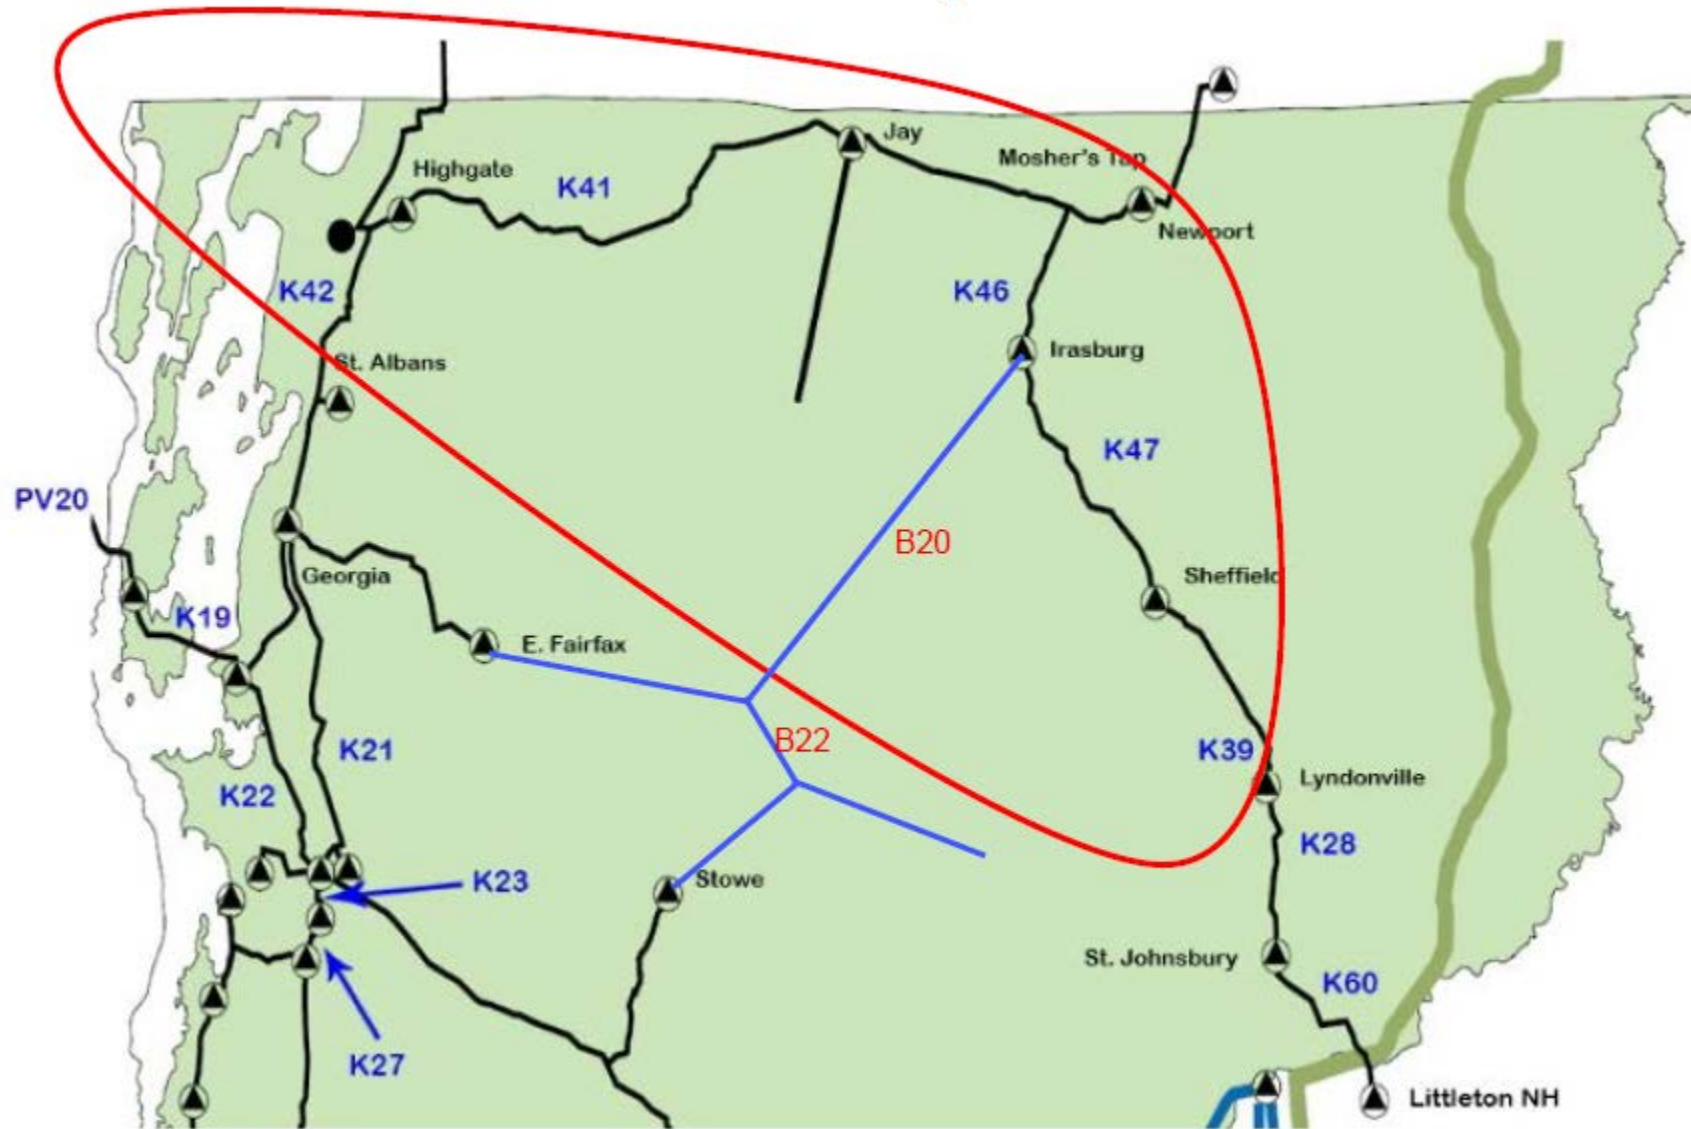 Jay
Mosher's Tap
Highgate
K41
Newport
K42
K46
Irasburg
St. Albans
K47
PV20
B20
Georgia
Sheffield
K19
E. Fairfax
B22
K21
K39
Lyndonville
K22
K28
K23
Stowe
St. Johnsbury
K60
K27
Littleton NH